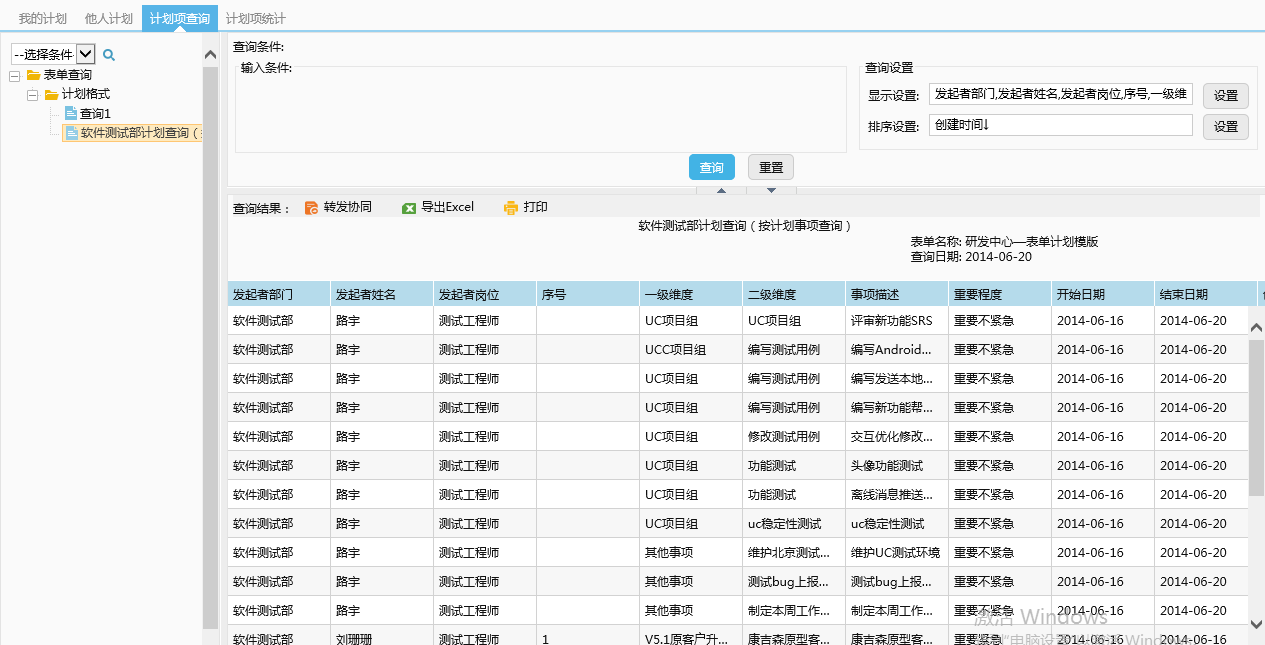 我的计划 他人计划 计划项查询 计划项统计
--选择条件-
表单查询
计划格式
查询1
软件测试部计划查询（
查询条件:
输入条件:
查询设置
显示设置: 发起者部门,发起者姓名,发起者岗位,序号,一级维 设置
排序设置: 创建时间↓ 设置
查询 重置
查询结果： 转发协同 导出Excel 打印
软件测试部计划查询（按计划事项查询）
表单名称: 研发中心—表单计划模版
查询日期: 2014-06-20
发起者部门 发起者姓名 发起者岗位 序号 一级维度 二级维度 事项描述 重要程度 开始日期 结束日期
软件测试部 路宇 测试工程师 UC项目组 UC项目组 评审新功能SRS 重要不紧急 2014-06-16 2014-06-20
软件测试部 路宇 测试工程师 UCC项目组 编写测试用例 编写Android... 重要不紧急 2014-06-16 2014-06-20
软件测试部 路宇 测试工程师 UC项目组 编写测试用例 编写发送本地... 重要不紧急 2014-06-16 2014-06-20
软件测试部 路宇 测试工程师 UC项目组 编写测试用例 编写新功能帮... 重要不紧急 2014-06-16 2014-06-20
软件测试部 路宇 测试工程师 UC项目组 修改测试用例 交互优化修改... 重要不紧急 2014-06-16 2014-06-20
软件测试部 路宇 测试工程师 UC项目组 功能测试 头像功能测试 重要不紧急 2014-06-16 2014-06-20
软件测试部 路宇 测试工程师 UC项目组 功能测试 离线消息推送... 重要不紧急 2014-06-16 2014-06-20
软件测试部 路宇 测试工程师 UC项目组 uc稳定性测试 uc稳定性测试 重要不紧急 2014-06-16 2014-06-20
软件测试部 路宇 测试工程师 其他事项 维护北京测试... 维护UC测试环境 重要不紧急 2014-06-16 2014-06-20
软件测试部 路宇 测试工程师 其他事项 测试bug上报... 测试bug上报... 重要不紧急 2014-06-16 2014-06-20
软件测试部 路宇 测试工程师 其他事项 制定本周工作... 制定本周工作... 重要不紧急 2014-06-16 2014-06-20
激活 Windows
软件测试部 刘珊珊 测试工程师 1 V5.1原客户升... 康吉森原型客... 康吉森原型客... 重要紧急 2014-06-16 2014-06-16